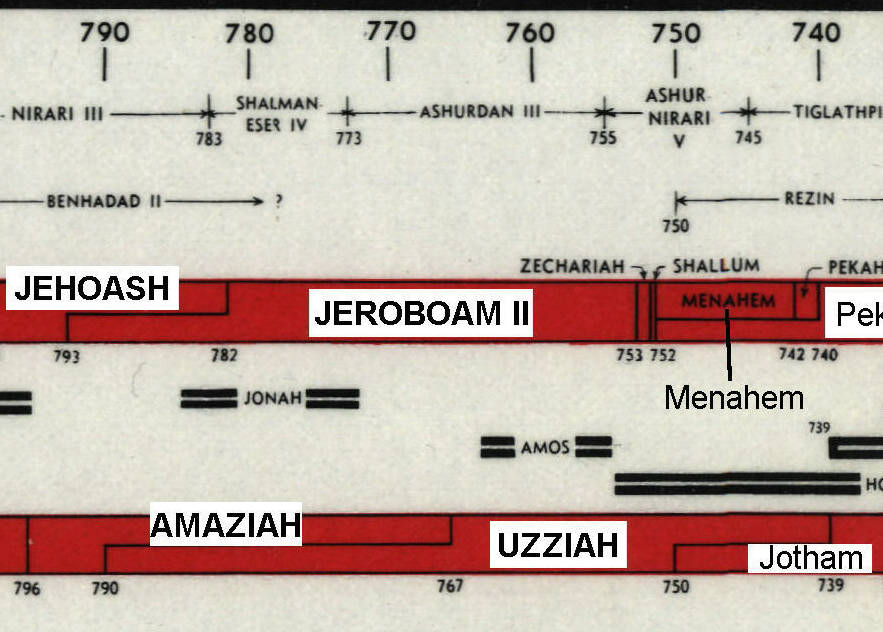 790 780 770 760 750 740
NIRARI III SHALMAN- ESER IV ASHURDAN III ASHUR- NIRARI V TIGLATHPI
783 773 755 745
BENHADAD II ? REZIN
750
ZECHARIAH SHALLUM PEKAH
JEHOASH JEROBOAM II MENAHEM Pek
793 782 753 752 742 740
JONAH Menahem
739
AMOS
HO
AMAZIAH UZZIAH Jotham
796 790 767 750 739